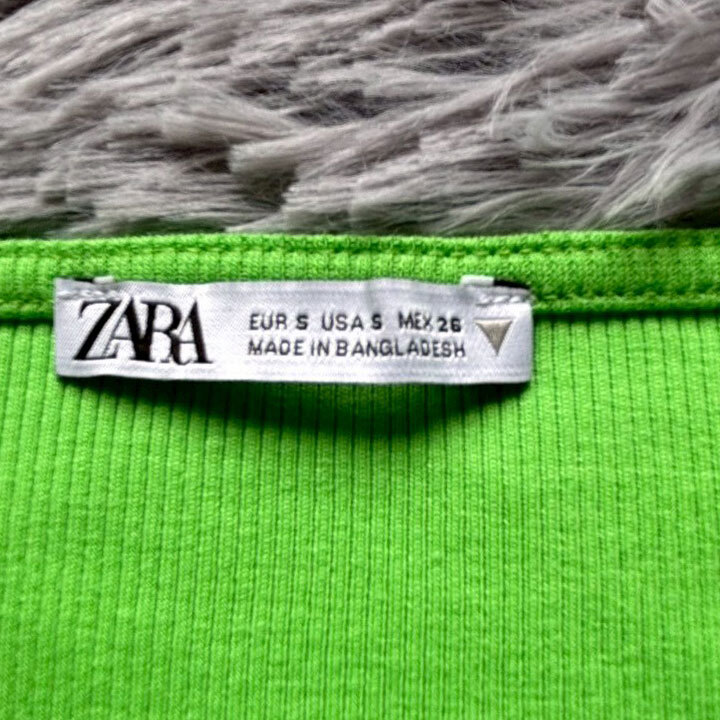 ZARA
EUR S USA S MEX 26
MADE IN BANGLADESH